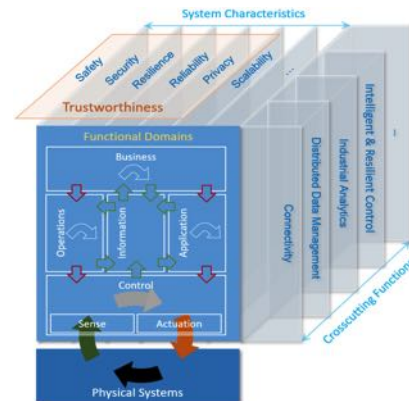 System Characteristics
Safety
Security
Resilience
Reliability
Privacy
Scalability
...
Trustworthiness
Functional Domains
Business
Operations
Information
Application
Control
Sense
Actuation
Physical Systems
Connectivity
Distributed Data Management
Industrial Analytics
Intelligent & Resilient Control
...
Crosscutting Function